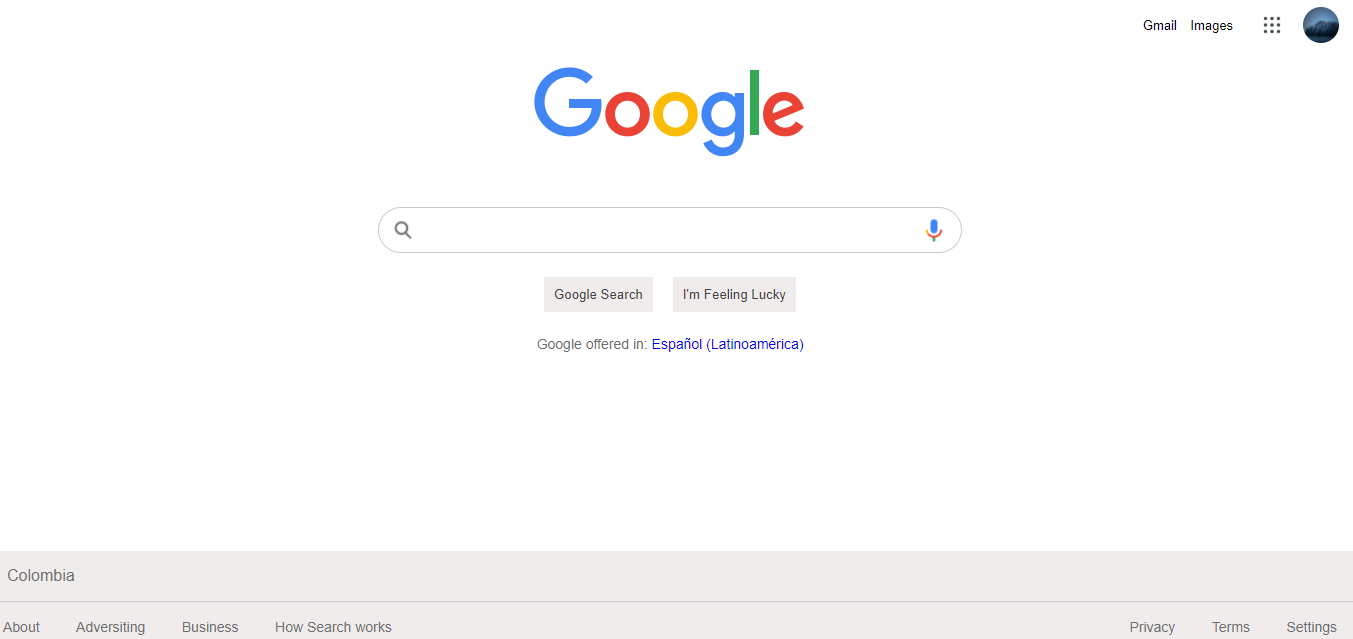 Gmail Images
Google
Google Search I'm Feeling Lucky
Google offered in: Español (Latinoamérica)
Colombia
About Adversiting Business How Search works Privacy Terms Settings